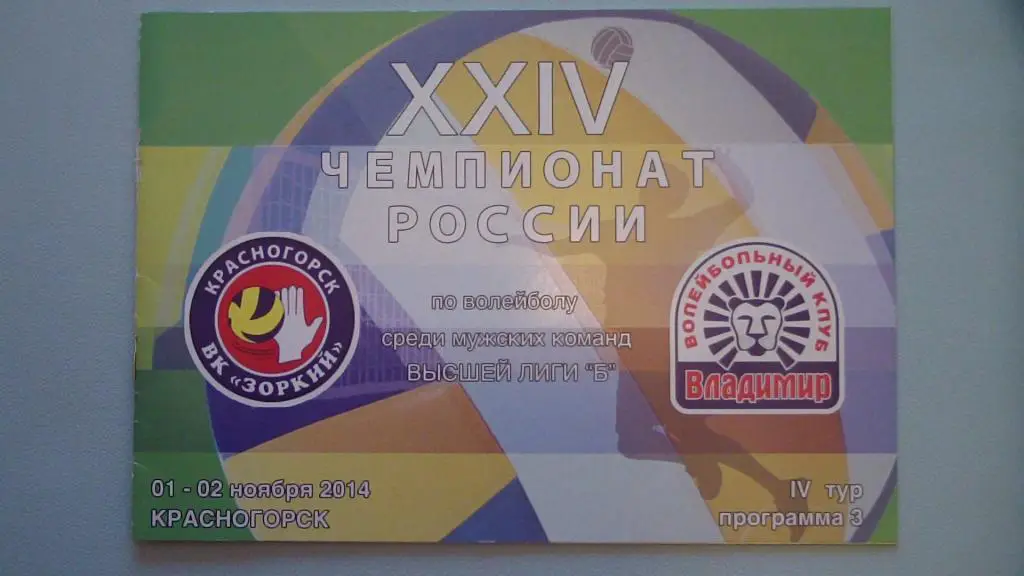 XXIV
ЧЕМПИОНАТ
РОССИИ
КРАСНОГОРСК
ВК «ЗОРКИЙ»
по волейболу
среди мужских команд
ВЫСШЕЙ ЛИГИ "Б"
ВОЛЕЙБОЛЬНЫЙ КЛУБ
Владимир
01 - 02 ноября 2014
КРАСНОГОРСК
IV тур
программа 3